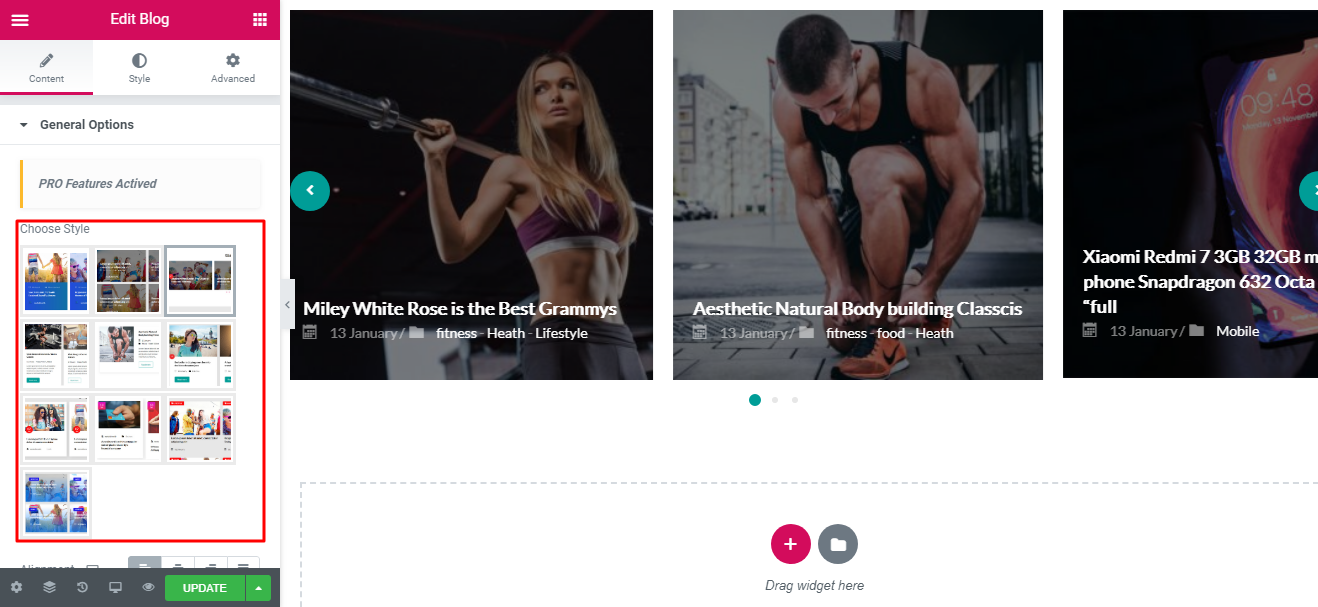 Edit Blog
Content
Style
Advanced
General Options
PRO Features Actived
Choose Style
Alignment
UPDATE
Miley White Rose is the Best Grammys
13 January / fitness - Heath - Lifestyle
Aesthetic Natural Body building Classcis
13 January / fitness - food - Heath
09:48
Xiaomi Redmi 7 3GB 32GB m
phone Snapdragon 632 Octa
“full
13 January / Mobile
Drag widget here